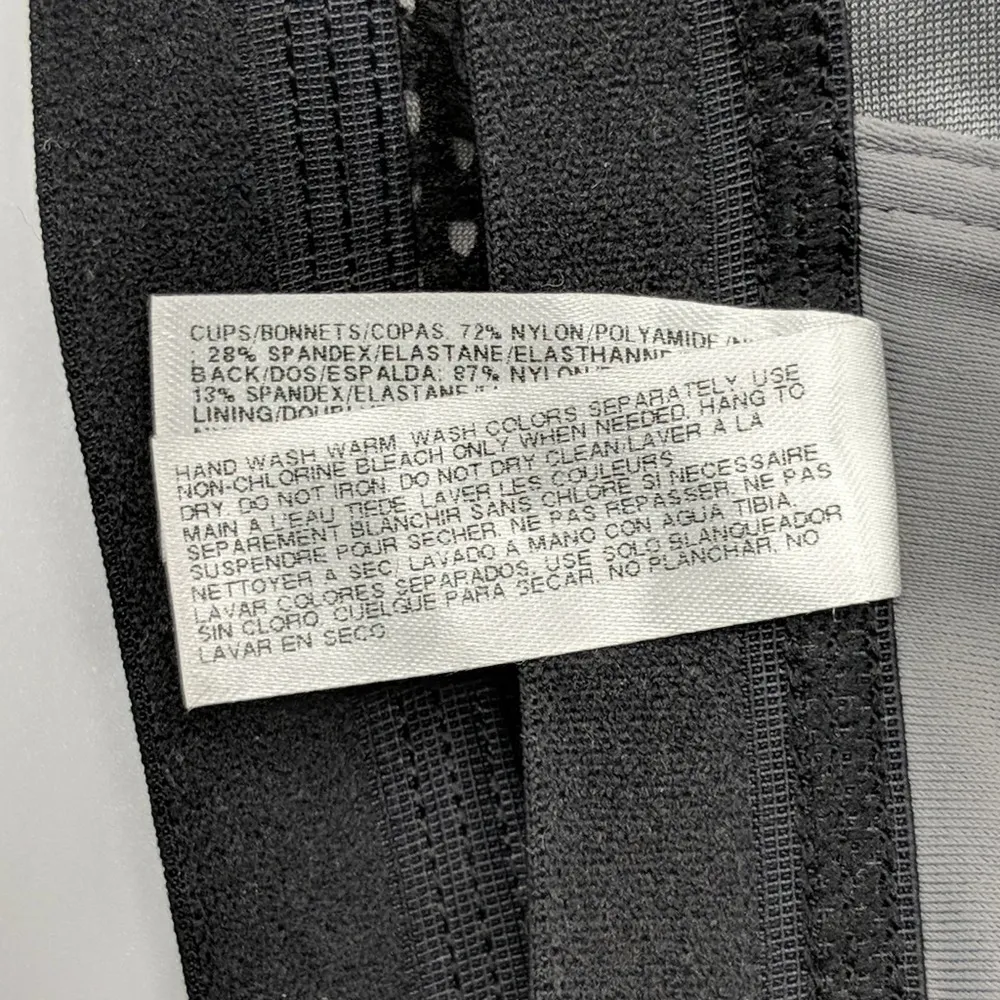 CUPS/BONNETS/COPAS: 72% NYLON/POLYAMIDE
: 28% SPANDEX/ELASTANE/ELASTHANNE
BACK/DOS/ESPALDA: 87%
13% SPANDEX/ELASTANE
HAND WASH WARM. WASH COLORS SEPARATELY. USE
NON-CHLORINE BLEACH ONLY WHEN NEEDED. HANG TO
DRY. DO NOT IRON. DO NOT DRY CLEAN/LAVER A LA
MAIN A L'EAU TIEDE. LAVER LES COULEURS
SEPAREMENT. BLANCHIR SANS CHLORE SI NECESSAIRE
SUSPENDRE POUR SECHER. NE PAS REPASSER. NE PAS
NETTOYER A SEC/ LAVADO A MANO CON AGUA TIBIA.
LAVAR COLORES SEPARADOS. USE SOLO BLANQUEADOR
SIN CLORO. CUELQUE PARA SECAR. NO PLANCHAR. NO
LAVAR EN SECO